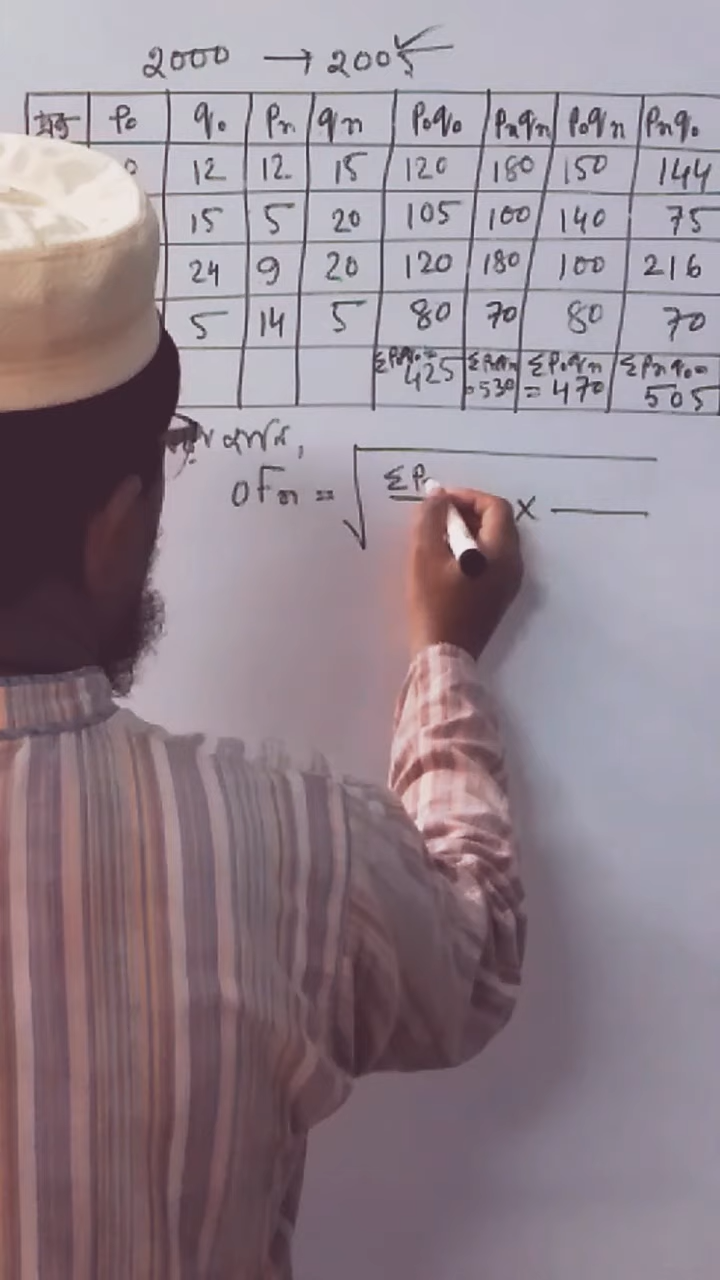 2000 → 2005
দ্রব্য P₀ q₀ Pn qn P₀q₀ Pnqn P₀qn Pnq₀
12 12 15 120 180 150 144
15 5 20 105 100 140 75
24 9 20 120 180 100 216
5 14 5 80 70 80 70
ΣP₀q₀ = 425 ΣPnqn = 530 ΣP₀qn = 470 ΣPnq₀ = 505
oFn = √ ΣP ×